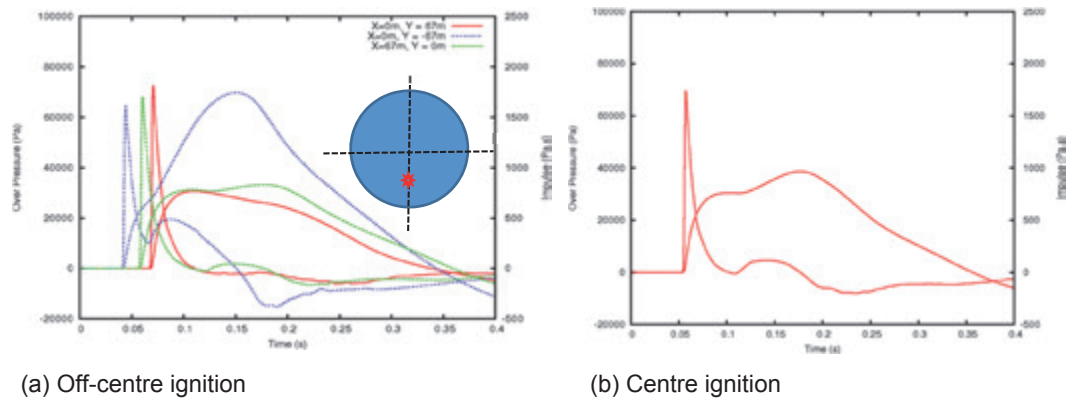 100000
80000
60000
40000
20000
0
-20000
Over Pressure (Pa)
X=0m, Y = 67m
X=0m, Y = -67m
X=67m, Y = 0m
2500
2000
1500
1000
500
0
-500
Impulse (Pa.s)
0 0.05 0.1 0.15 0.2 0.25 0.3 0.35 0.4
Time (s)
(a) Off-centre ignition
100000
80000
60000
40000
20000
0
-20000
Over Pressure (Pa)
2500
2000
1500
1000
500
0
-500
Impulse (Pa.s)
0 0.05 0.1 0.15 0.2 0.25 0.3 0.35 0.4
Time (s)
(b) Centre ignition